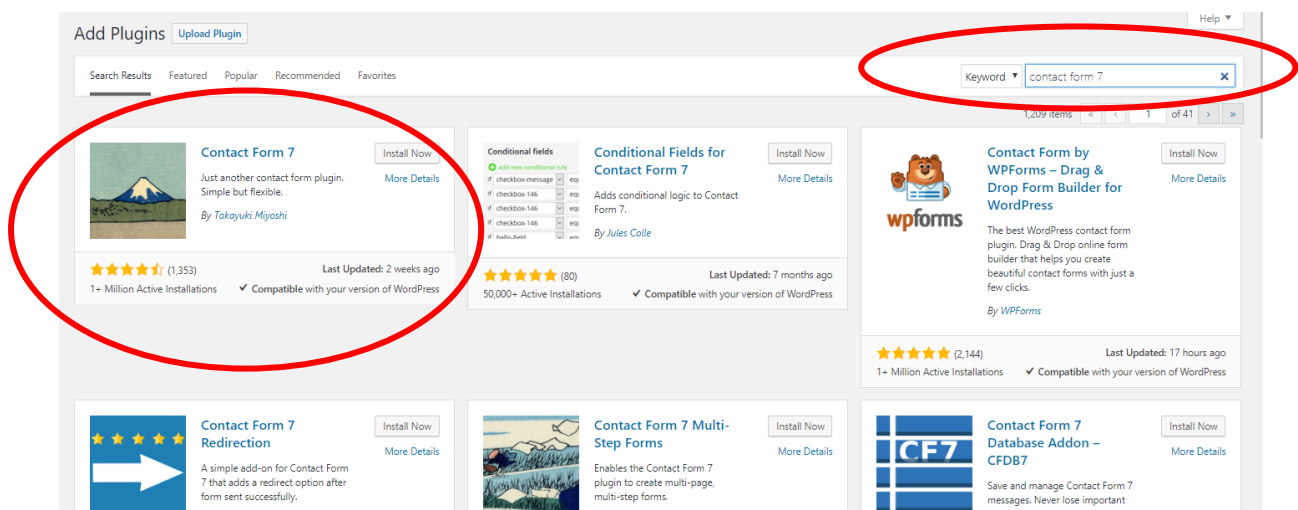 Help ▼
Add Plugins Upload Plugin
Search Results Featured Popular Recommended Favorites
Keyword ▼ contact form 7 ×
1,209 items « ‹ 1 of 41 › »
Contact Form 7
Install Now
More Details
Just another contact form plugin.
Simple but flexible.
By Takayuki Miyoshi
(1,353)
Last Updated: 2 weeks ago
1+ Million Active Installations
✓ Compatible with your version of WordPress
Conditional fields
add new conditional rule
If checkbox-message equ
if checkbox-146 equ
if checkbox-146 equ
if checkbox-146 equ
if hello-field equ
Conditional Fields for
Contact Form 7
Install Now
More Details
Adds conditional logic to Contact
Form 7.
By Jules Colle
(80)
Last Updated: 7 months ago
50,000+ Active Installations
✓ Compatible with your version of WordPress
wpforms
Contact Form by
WPForms – Drag &
Drop Form Builder for
WordPress
Install Now
More Details
The best WordPress contact form
plugin. Drag & Drop online form
builder that helps you create
beautiful contact forms with just a
few clicks.
By WPForms
(2,144)
Last Updated: 17 hours ago
1+ Million Active Installations
✓ Compatible with your version of WordPress
Contact Form 7
Redirection
Install Now
More Details
A simple add-on for Contact Form
7 that adds a redirect option after
form sent successfully.
Contact Form 7 Multi-
Step Forms
Install Now
More Details
Enables the Contact Form 7
plugin to create multi-page,
multi-step forms.
CF7
Contact Form 7
Database Addon –
CFDB7
Install Now
More Details
Save and manage Contact Form 7
messages. Never lose important